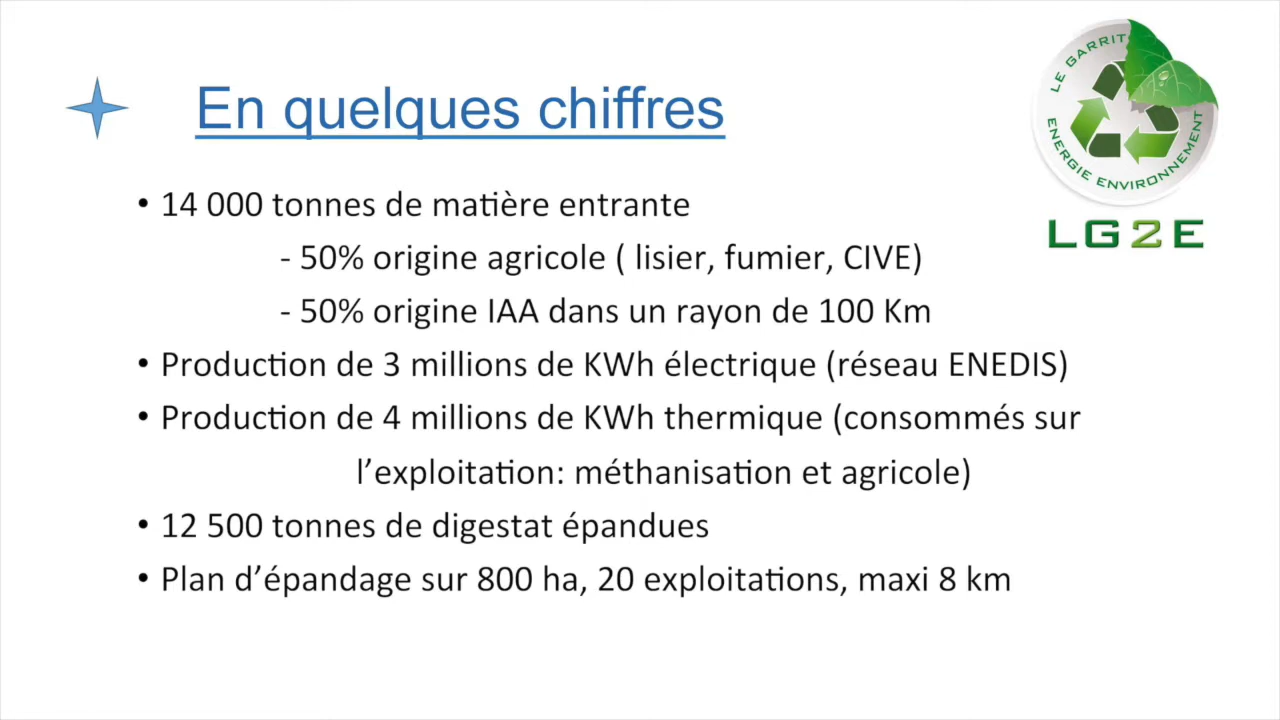 En quelques chiffres
LE GARRIT
ENERGIE ENVIRONNEMENT
LG2E
• 14 000 tonnes de matière entrante
- 50% origine agricole ( lisier, fumier, CIVE)
- 50% origine IAA dans un rayon de 100 Km
• Production de 3 millions de KWh électrique (réseau ENEDIS)
• Production de 4 millions de KWh thermique (consommés sur
l’exploitation: méthanisation et agricole)
• 12 500 tonnes de digestat épandues
• Plan d’épandage sur 800 ha, 20 exploitations, maxi 8 km